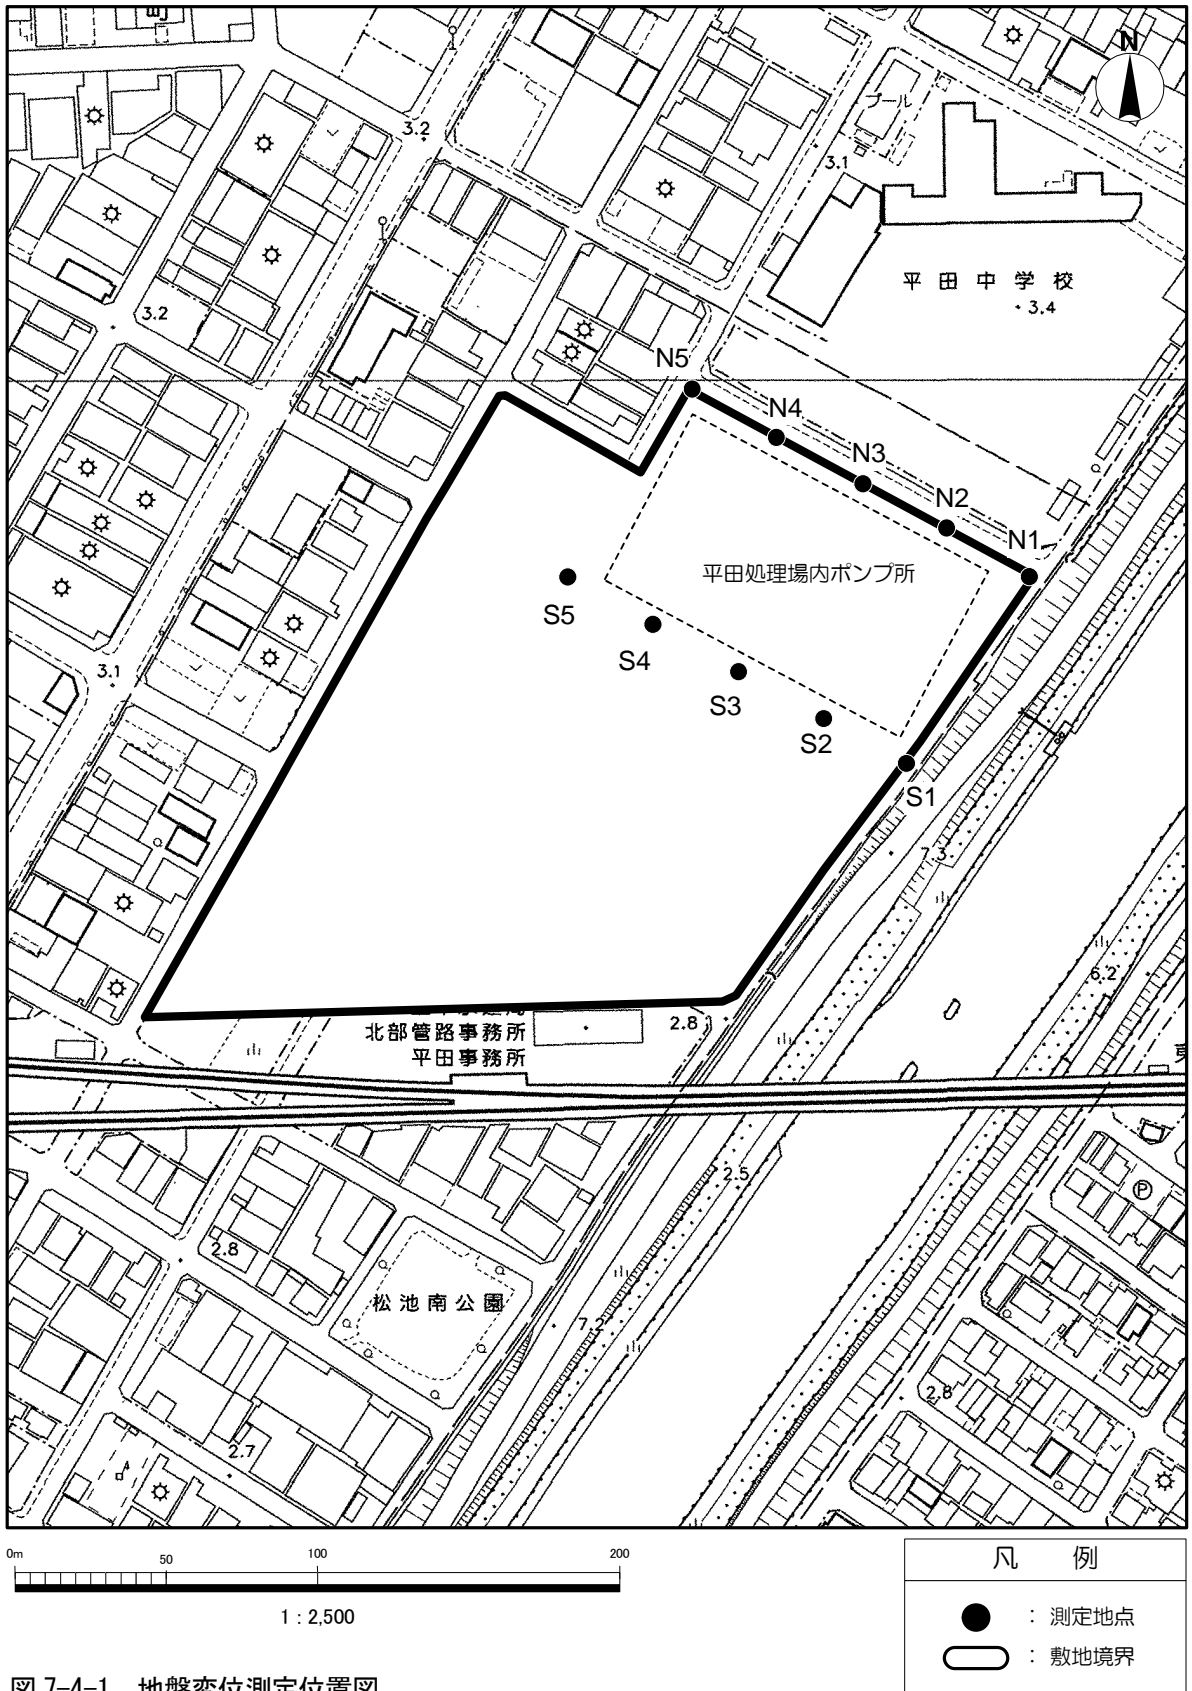 N
プール
3.2
3.1
平田中学校
3.4
3.2
N5
N4
N3
N2
N1
平田処理場内ポンプ所
S5
S4
S3
S2
S1
3.1
7.3
6.2
北部管路事務所
平田事務所
2.8
2.5
P
2.8
松池南公園
7.2
2.8
2.7
0m 50 100 200
1:2,500
凡 例
● : 測定地点
: 敷地境界
図 7-4-1 地盤変位測定位置図